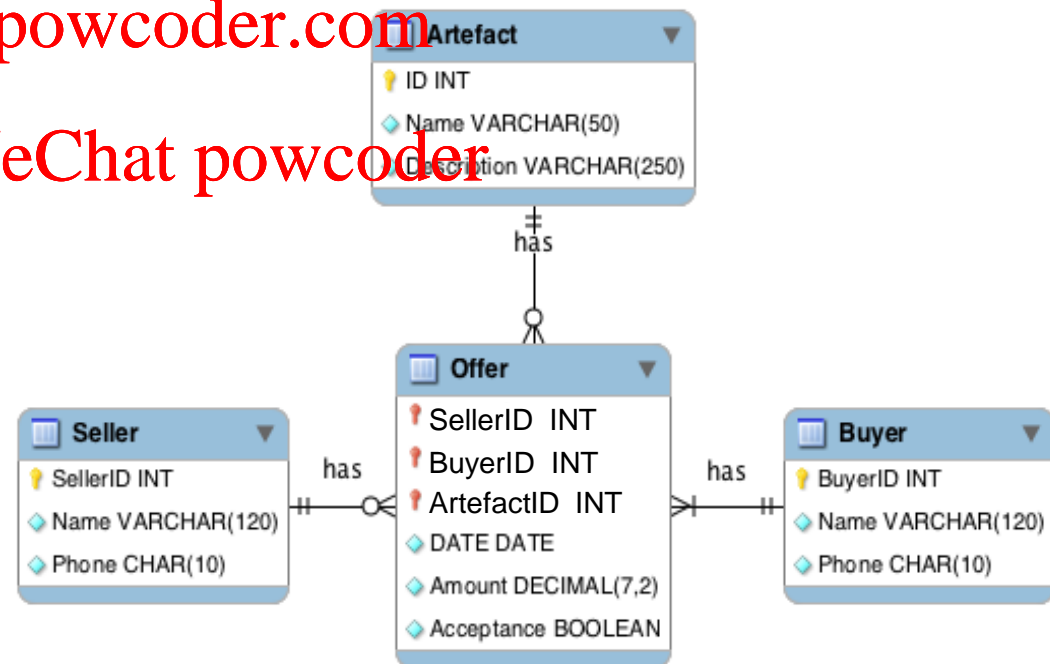 powcoder.com
Artefact
ID INT
Name VARCHAR(50)
eChat powcoder
Description VARCHAR(250)
has
Offer
SellerID INT
BuyerID INT
ArtefactID INT
DATE DATE
Amount DECIMAL(7,2)
Acceptance BOOLEAN
Seller
SellerID INT
Name VARCHAR(120)
Phone CHAR(10)
has
has
Buyer
BuyerID INT
Name VARCHAR(120)
Phone CHAR(10)